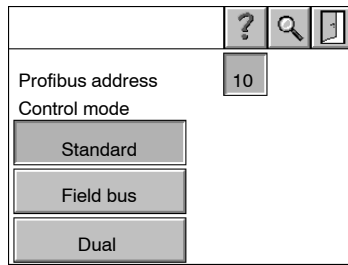 ?
Profibus address 10
Control mode
Standard
Field bus
Dual